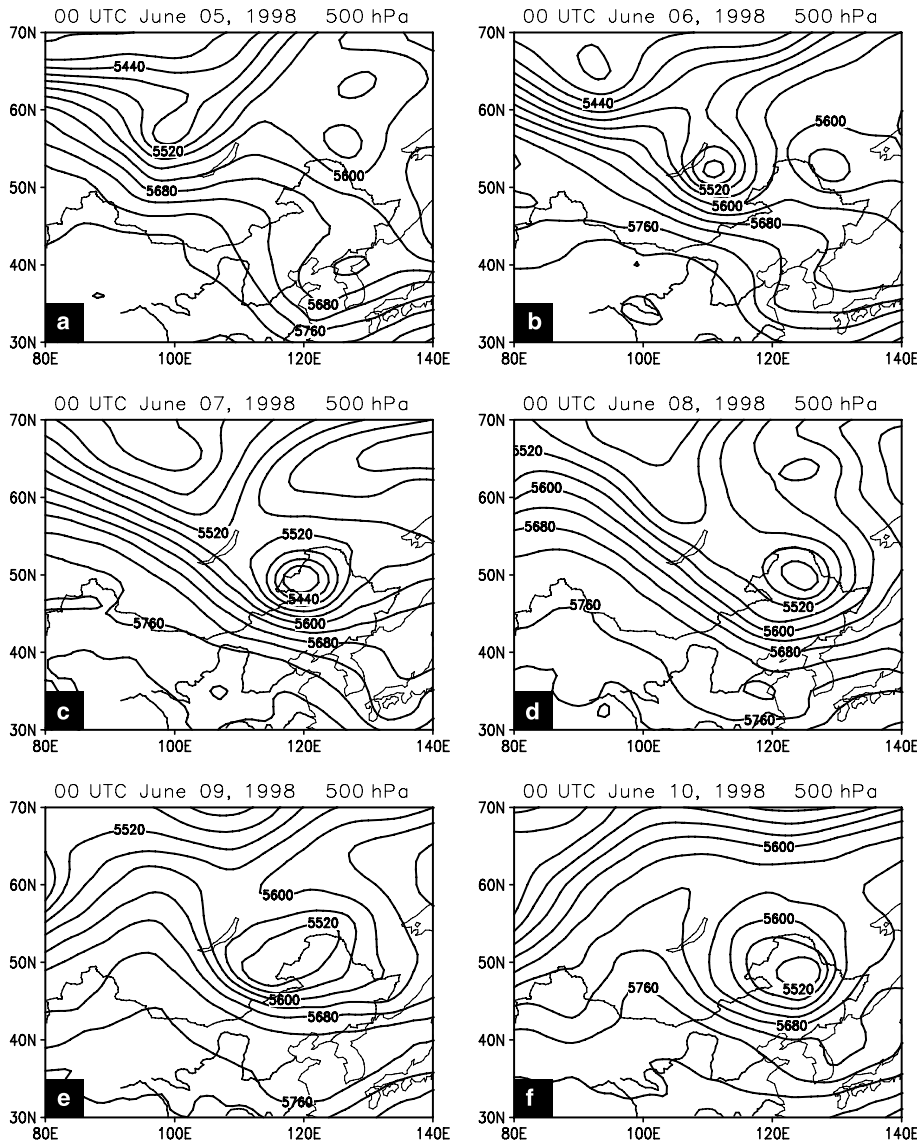 00 UTC June 05, 1998 500 hPa
70N
60N
50N
40N
30N
80E 100E 120E 140E
5440
5520
5600
5680
5680
5760
a
00 UTC June 06, 1998 500 hPa
70N
60N
50N
40N
30N
80E 100E 120E 140E
5440
5600
5520
5600
5680
5760
b
00 UTC June 07, 1998 500 hPa
70N
60N
50N
40N
30N
80E 100E 120E 140E
5520 5520
5440
5600
5760
5680
c
00 UTC June 08, 1998 500 hPa
70N
60N
50N
40N
30N
80E 100E 120E 140E
5520
5600
5680
5520
5760
5600
5680
5760
d
00 UTC June 09, 1998 500 hPa
70N
60N
50N
40N
30N
80E 100E 120E 140E
5520
5600
5520
5600
5680
5760
e
00 UTC June 10, 1998 500 hPa
70N
60N
50N
40N
30N
80E 100E 120E 140E
5600
5600
5760
5520
5680
f